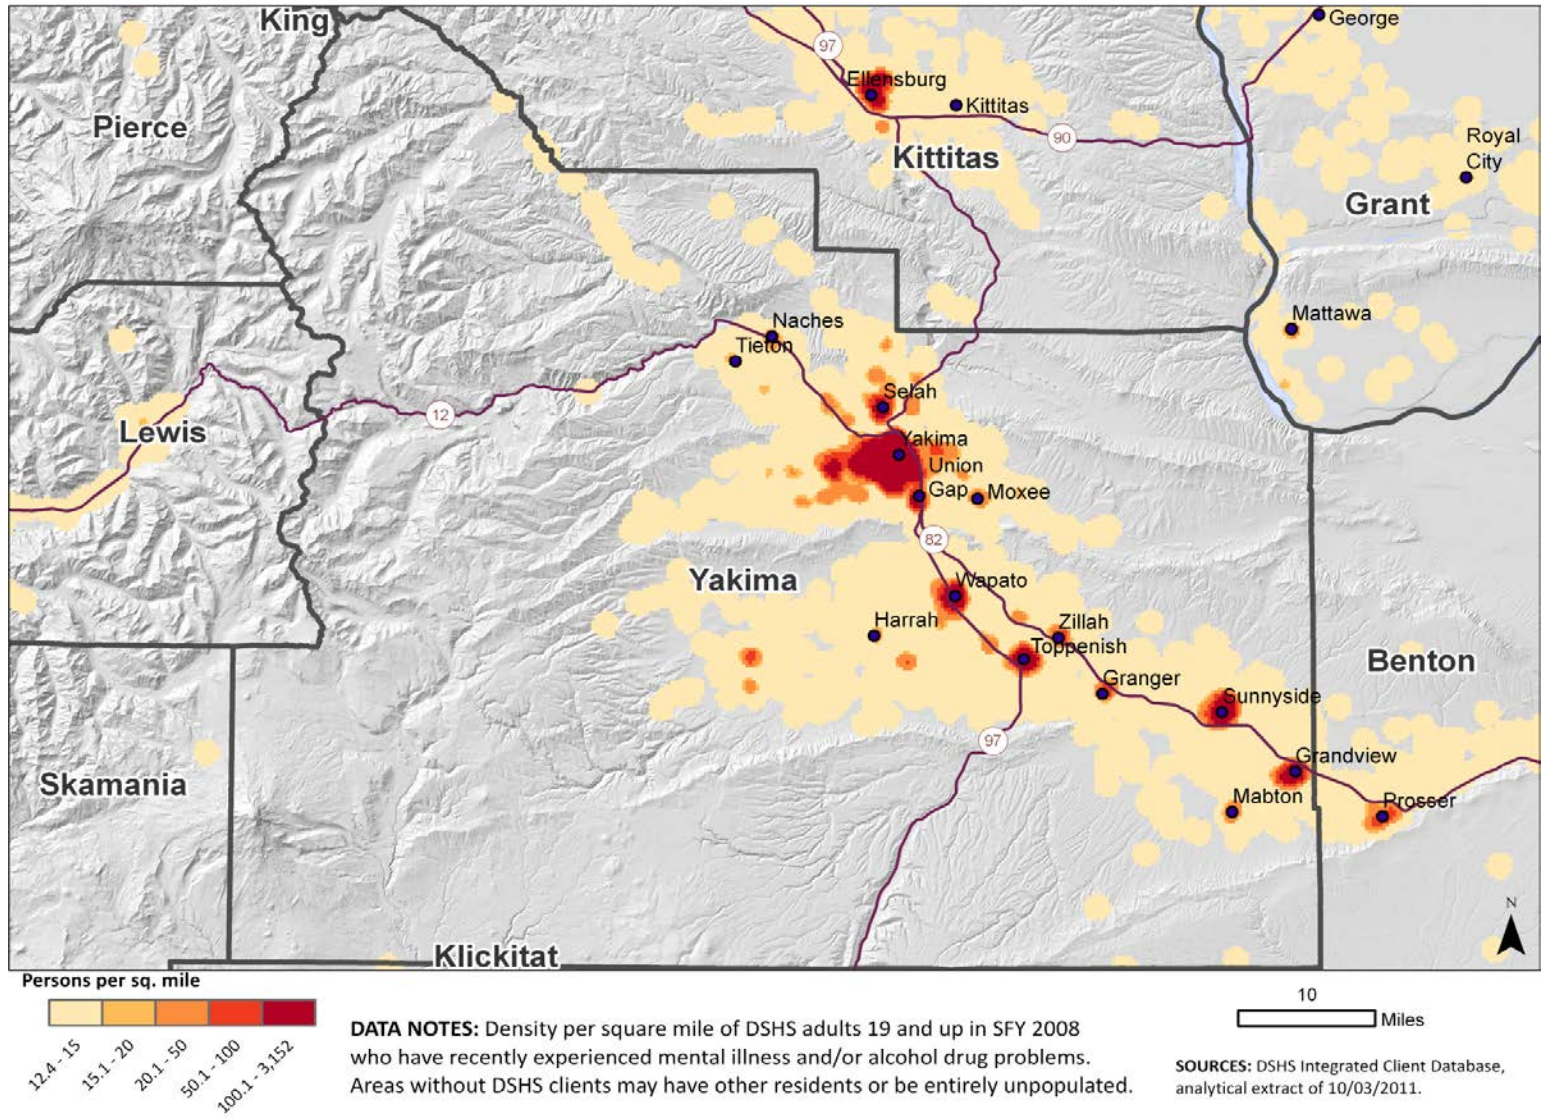 King
George
97
Ellensburg
Kittitas
Pierce
90
Royal
City
Kittitas
Grant
Mattawa
Naches
Tieton
Selah
12
Lewis
Yakima
Union
Gap
Moxee
82
Yakima
Wapato
Harrah
Zillah
Toppenish
Benton
Granger
Sunnyside
97
Grandview
Skamania
Mabton
Prosser
N
Klickitat
Persons per sq. mile
12.4 - 15
15.1 - 20
20.1 - 50
50.1 - 100
100.1 - 3,152
DATA NOTES: Density per square mile of DSHS adults 19 and up in SFY 2008
who have recently experienced mental illness and/or alcohol drug problems.
Areas without DSHS clients may have other residents or be entirely unpopulated.
10
Miles
SOURCES: DSHS Integrated Client Database,
analytical extract of 10/03/2011.